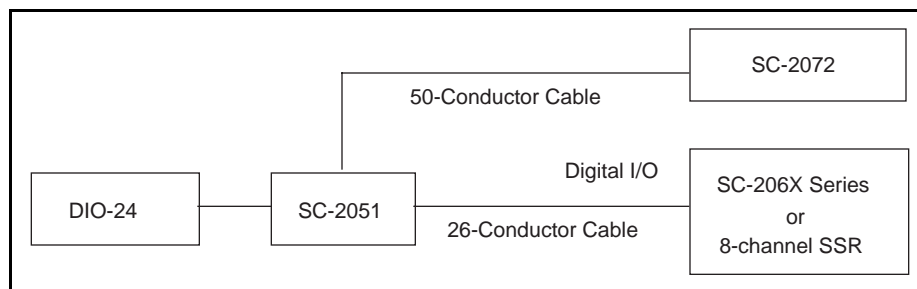 SC-2072
50-Conductor Cable
Digital I/O
SC-206X Series
or
8-channel SSR
DIO-24
SC-2051
26-Conductor Cable